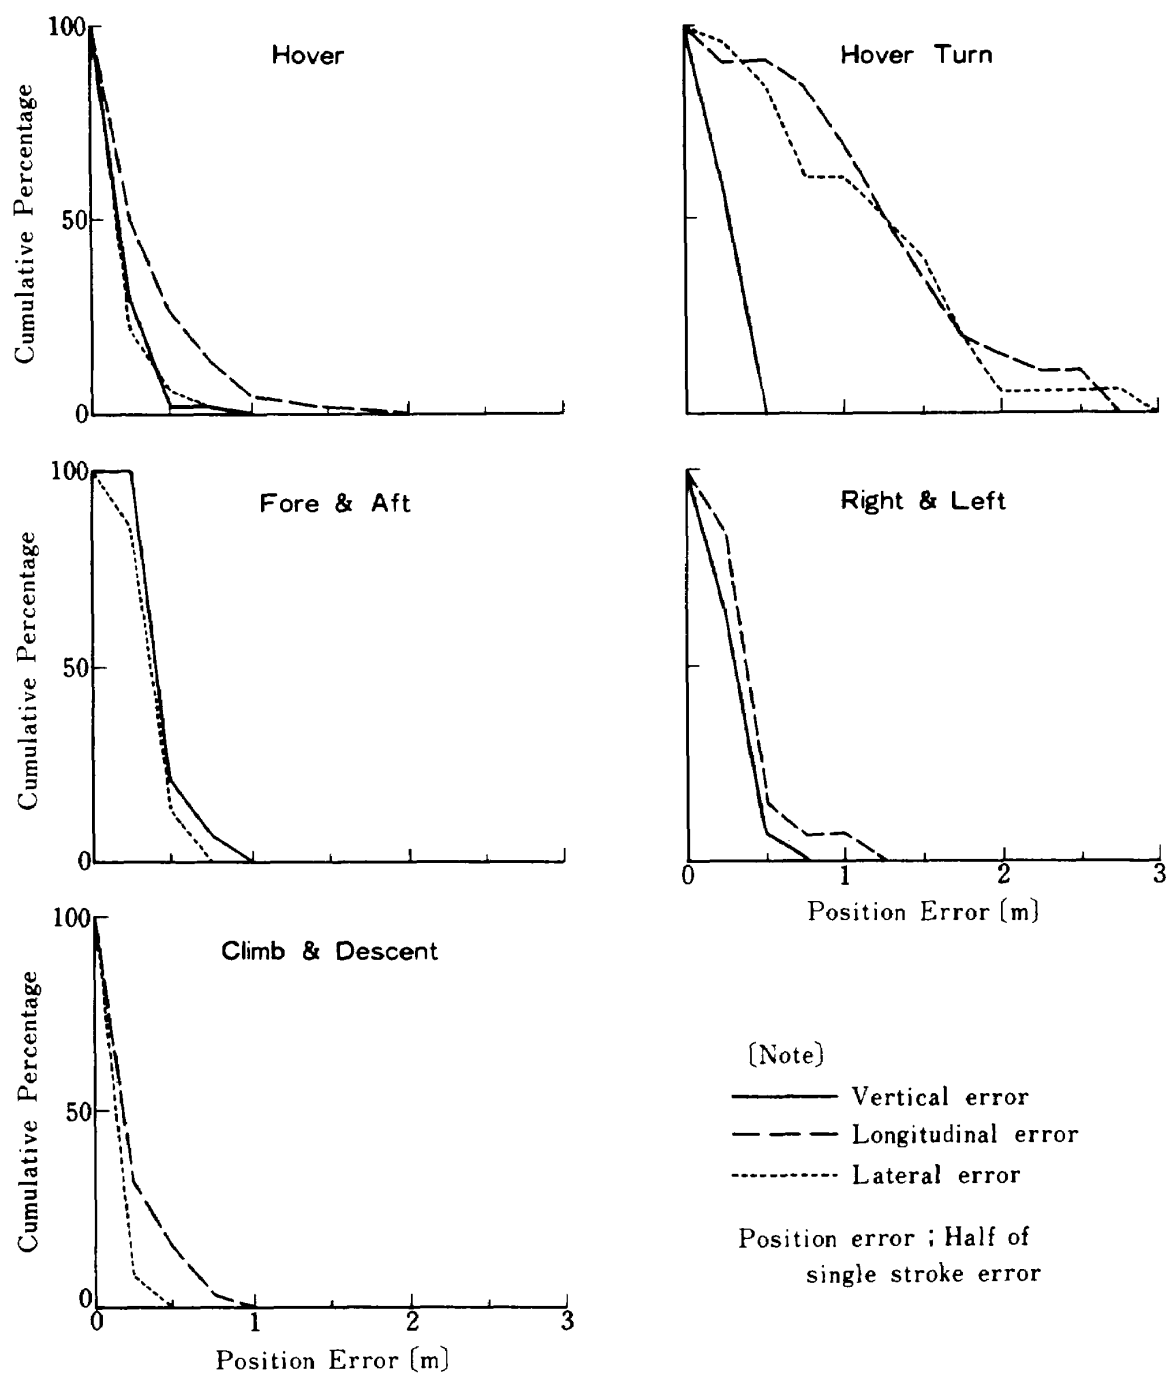 Hover
100
50
0
Cumulative Percentage
Hover Turn
Fore & Aft
100
50
0
Cumulative Percentage
Right & Left
0 1 2 3
Position Error [m]
Climb & Descent
100
50
0
Cumulative Percentage
0 1 2 3
Position Error [m]
[Note]
Vertical error
Longitudinal error
Lateral error
Position error ; Half of
single stroke error